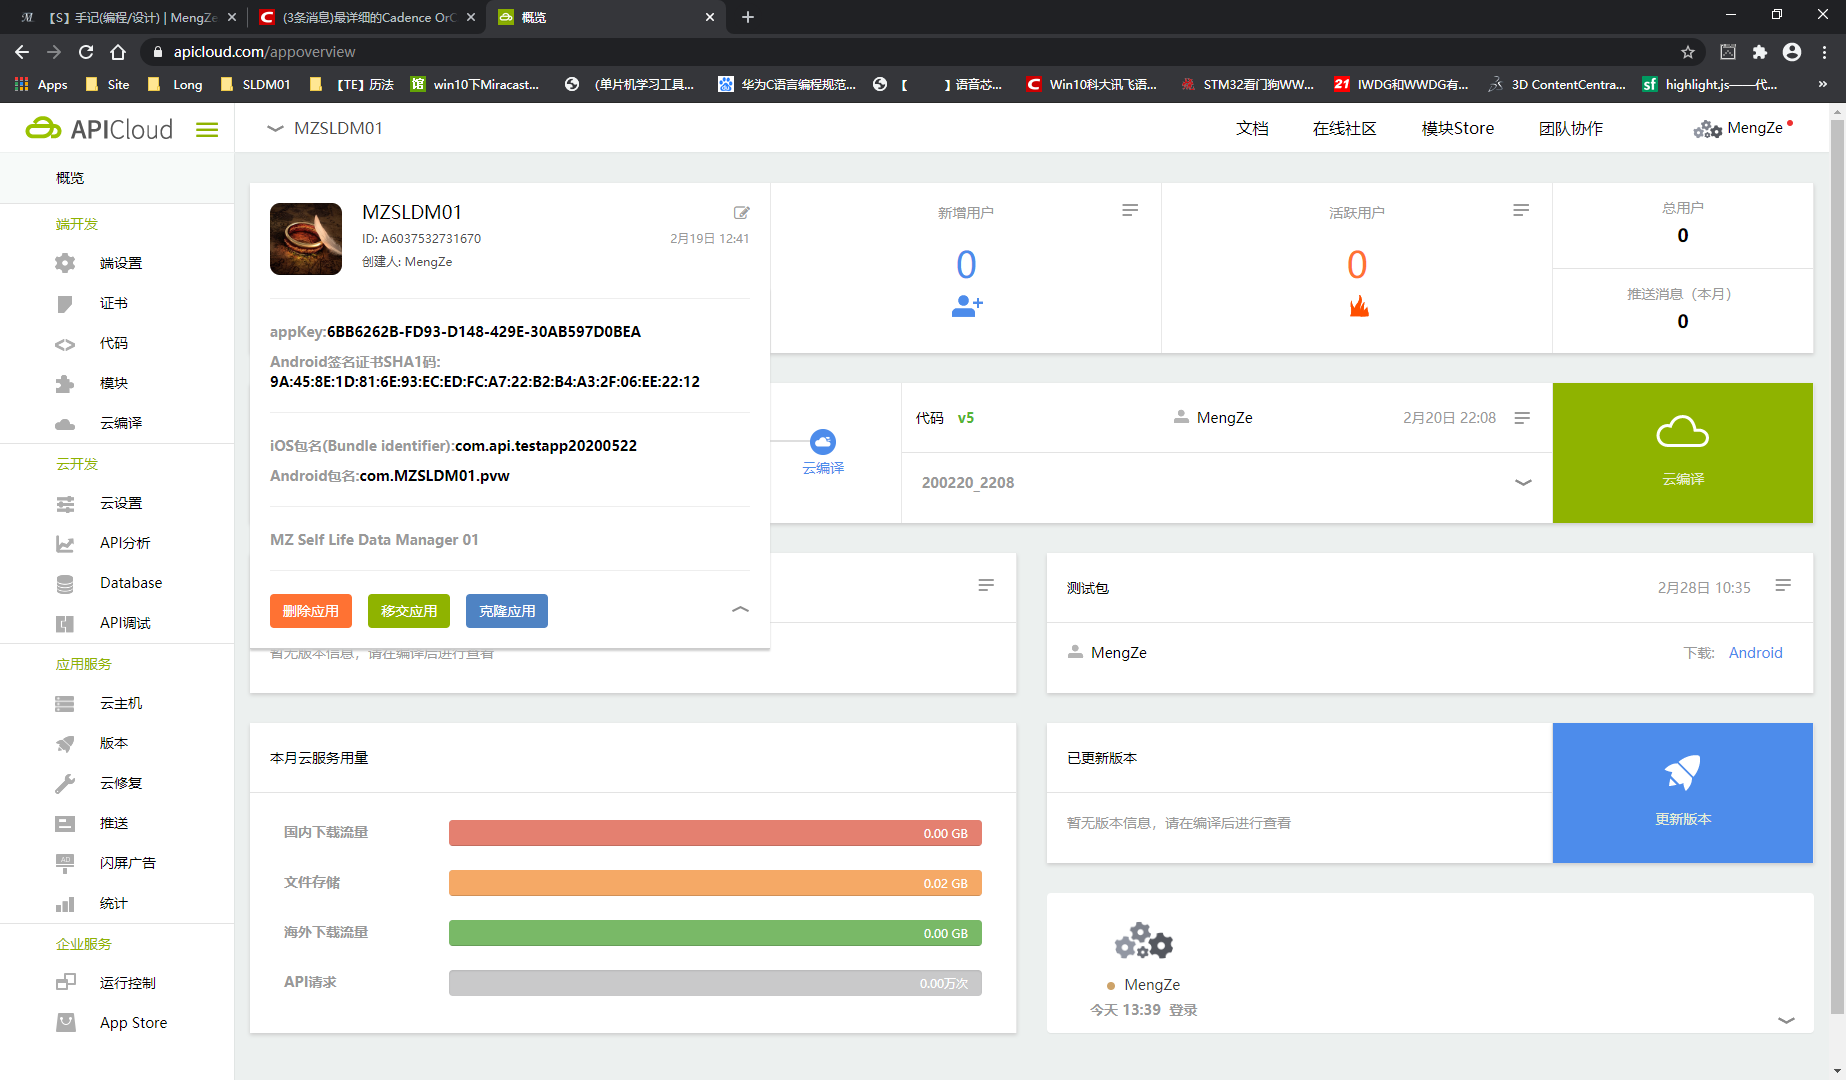 【S】手记(编程/设计) | MengZe
(3条消息)最详细的Cadence OrC
概览
apicloud.com/appoverview
Apps
Site
Long
SLDM01
【TE】历法
win10下Miracast...
(单片机学习工具...
华为C语言编程规范...
【 】语音芯...
Win10科大讯飞语...
STM32看门狗WW...
IWDG和WWDG有...
3D ContentCentra...
highlight.js——代...
»
APICloud
MZSLDM01
文档
在线社区
模块Store
团队协作
MengZe
概览
端开发
端设置
证书
代码
模块
云编译
云开发
云设置
API分析
Database
API调试
应用服务
云主机
版本
云修复
推送
闪屏广告
统计
企业服务
运行控制
App Store
MZSLDM01
ID: A6037532731670
2月19日 12:41
创建人: MengZe
appKey:6BB6262B-FD93-D148-429E-30AB597D0BEA
Android签名证书SHA1码:
9A:45:8E:1D:81:6E:93:EC:ED:FC:A7:22:B2:B4:A3:2F:06:EE:22:12
iOS包名(Bundle identifier):com.api.testapp20200522
Android包名:com.MZSLDM01.pvw
MZ Self Life Data Manager 01
删除应用
移交应用
克隆应用
暂无版本信息，请在编译后进行查看
新增用户
0
活跃用户
0
总用户
0
推送消息（本月）
0
云编译
代码 v5
MengZe
2月20日 22:08
200220_2208
云编译
测试包
2月28日 10:35
MengZe
下载: Android
本月云服务用量
国内下载流量
0.00 GB
文件存储
0.02 GB
海外下载流量
0.00 GB
API请求
0.00万次
已更新版本
暂无版本信息，请在编译后进行查看
更新版本
MengZe
今天 13:39 登录